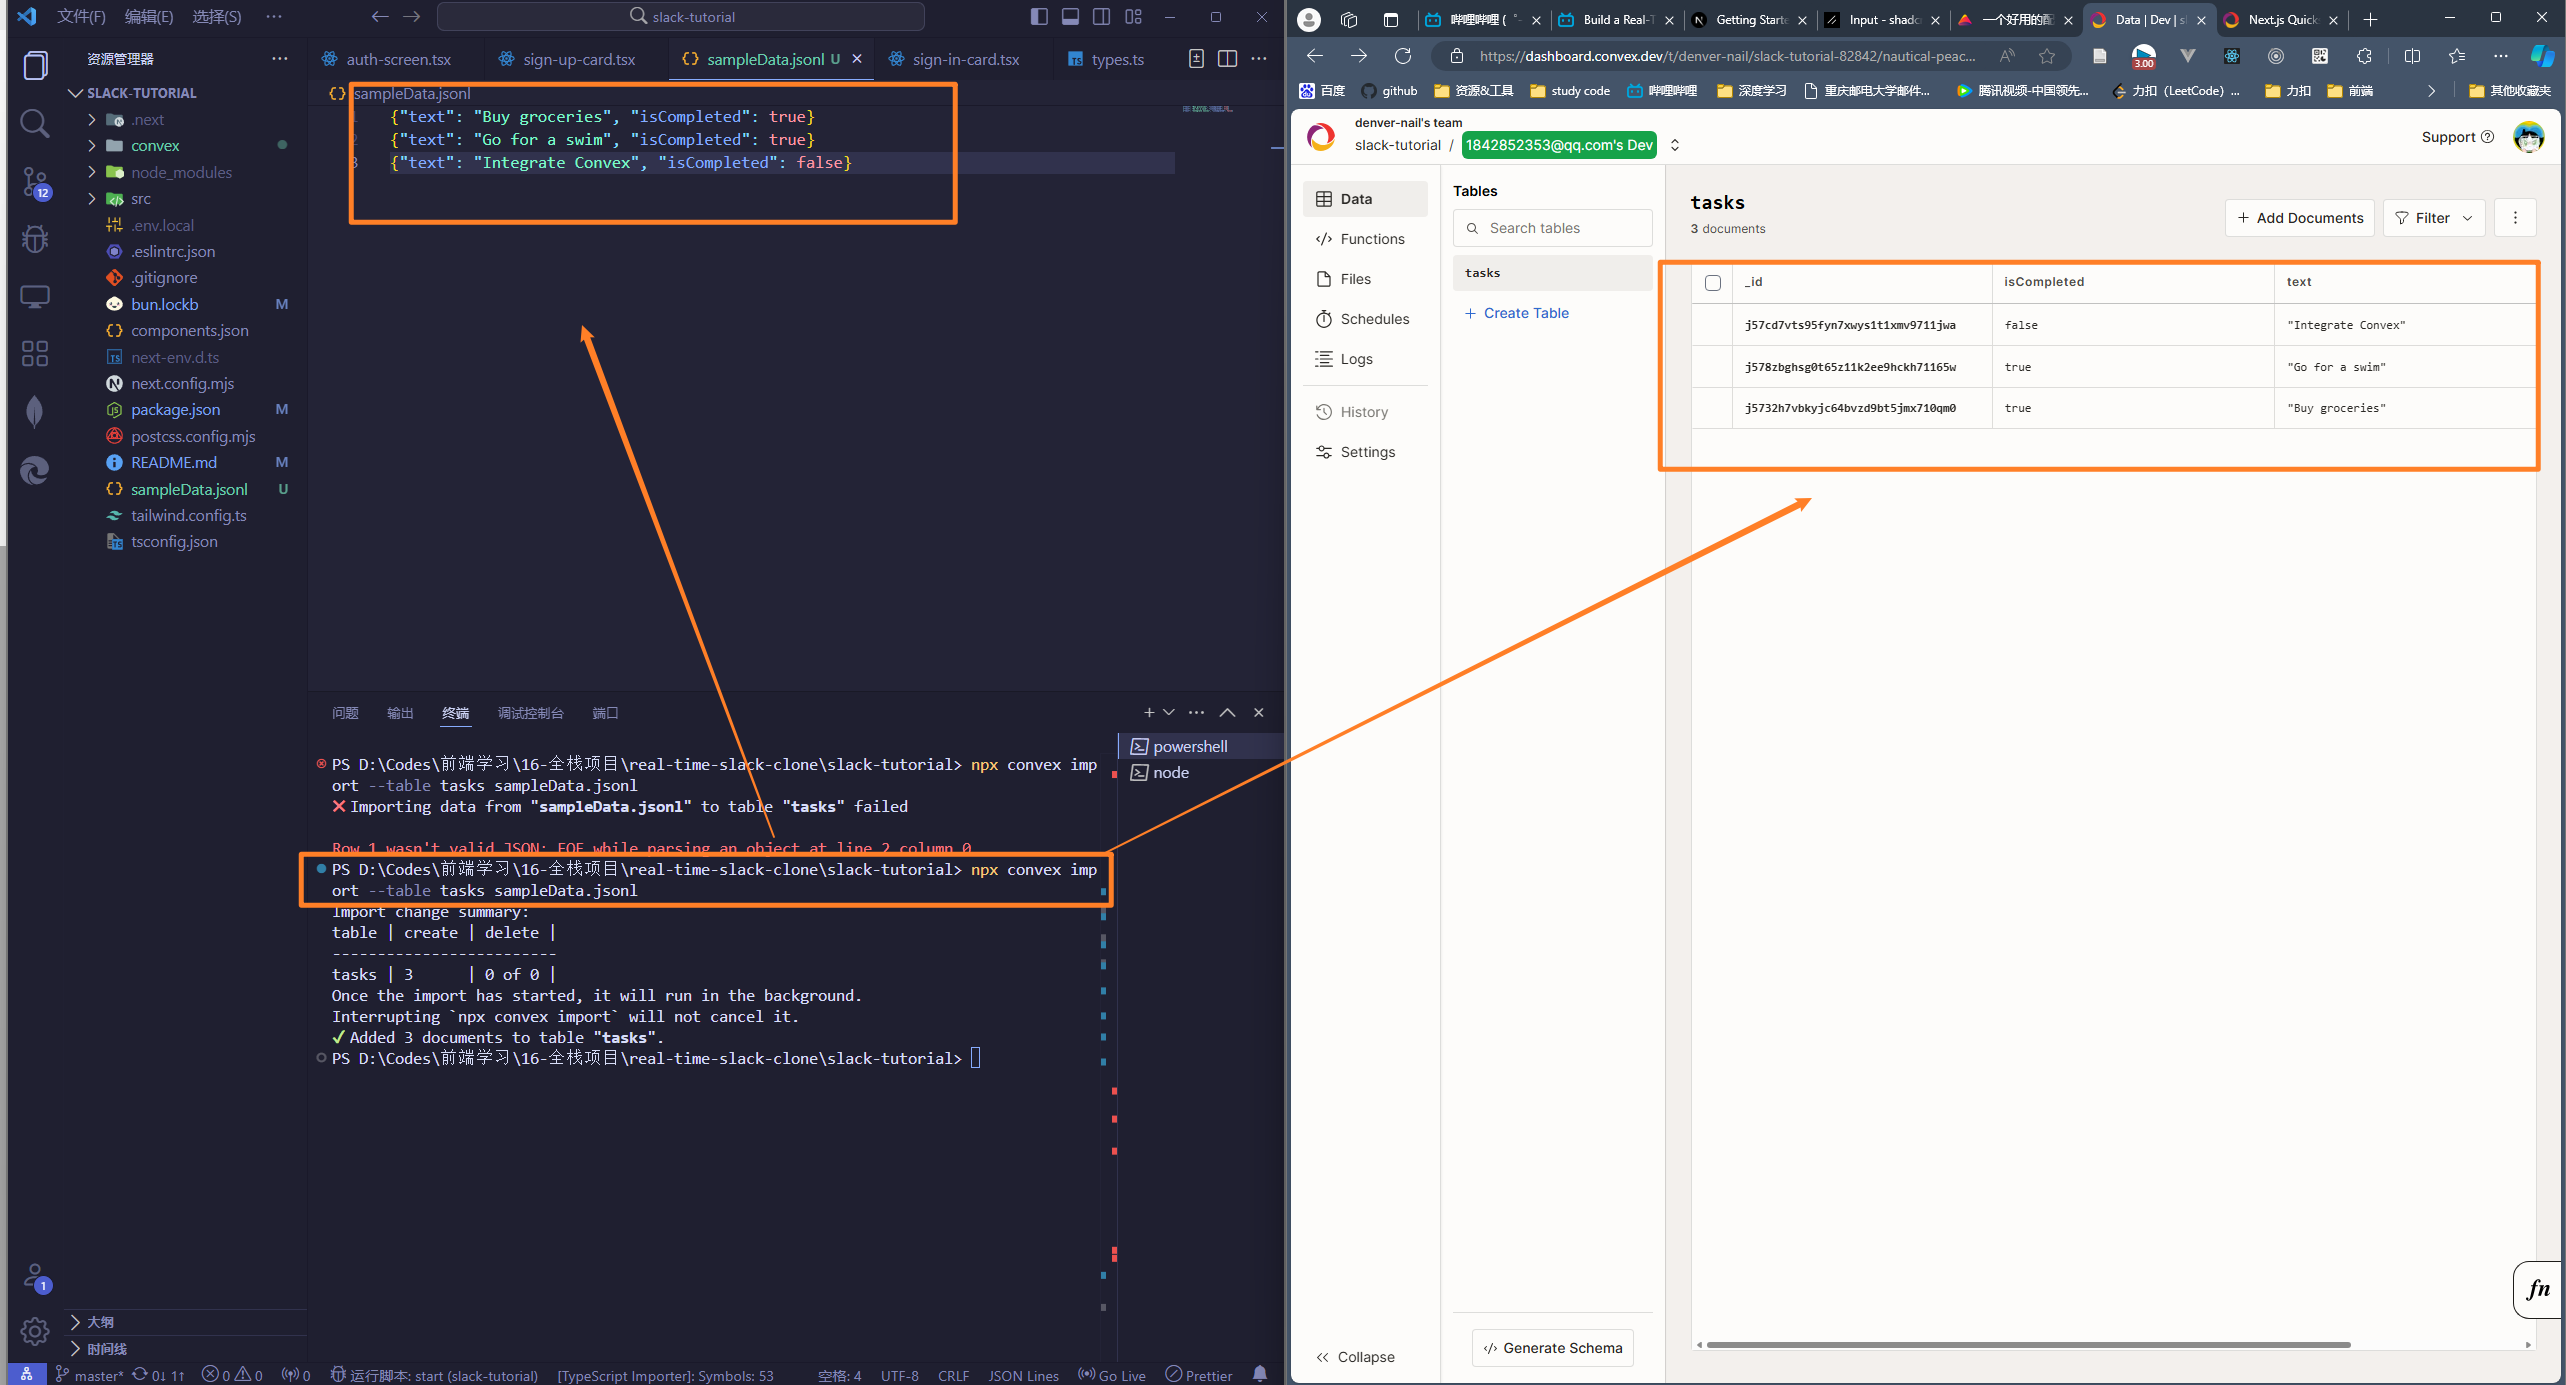 文件(F) 编辑(E) 选择(S) ···
slack-tutorial
资源管理器
SLACK-TUTORIAL
.next
convex
node_modules
src
.env.local
.eslintrc.json
.gitignore
bun.lockb M
components.json
next-env.d.ts
next.config.mjs
package.json M
postcss.config.mjs
README.md M
sampleData.jsonl U
tailwind.config.ts
tsconfig.json
大纲
时间线
12
1
auth-screen.tsx sign-up-card.tsx sampleData.jsonl U sign-in-card.tsx types.ts
sampleData.jsonl
{"text": "Buy groceries", "isCompleted": true}
{"text": "Go for a swim", "isCompleted": true}
3 {"text": "Integrate Convex", "isCompleted": false}
问题 输出 终端 调试控制台 端口
powershell
node
PS D:\Codes\前端学习\16-全栈项目\real-time-slack-clone\slack-tutorial> npx convex imp
ort --table tasks sampleData.jsonl
Importing data from "sampleData.jsonl" to table "tasks" failed
Row 1 wasn't valid JSON: EOF while parsing an object at line 2 column 0
PS D:\Codes\前端学习\16-全栈项目\real-time-slack-clone\slack-tutorial> npx convex imp
ort --table tasks sampleData.jsonl
Import change summary:
table | create | delete |
-------------------------
tasks | 3      | 0 of 0 |
Once the import has started, it will run in the background.
Interrupting `npx convex import` will not cancel it.
✓ Added 3 documents to table "tasks".
PS D:\Codes\前端学习\16-全栈项目\real-time-slack-clone\slack-tutorial>
master* 0↓ 1↑ 0 0 0 运行脚本: start (slack-tutorial) [TypeScript Importer]: Symbols: 53 空格: 4 UTF-8 CRLF JSON Lines Go Live Prettier
哔哩哔哩 ( Build a Real-T Getting Starte Input - shadc 一个好用的配 Data | Dev | sl Next.js Quick
https://dashboard.convex.dev/t/denver-nail/slack-tutorial-82842/nautical-peac...
3.00
百度 github 资源&工具 study code 哔哩哔哩 深度学习 重庆邮电大学邮件... 腾讯视频-中国领先... 力扣 (LeetCode) ... 力扣 前端 其他收藏夹
denver-nail's team
slack-tutorial / 1842852353@qq.com's Dev
Support
Data
Functions
Files
Schedules
Logs
History
Settings
Collapse
Tables
Search tables
tasks
+ Create Table
Generate Schema
tasks
3 documents
+ Add Documents Filter
_id isCompleted text
j57cd7vts95fyn7xwys1t1xmv9711jwa false "Integrate Convex"
j578zbghsg0t65z11k2ee9hckh71165w true "Go for a swim"
j5732h7vbkyjc64bvzd9bt5jmx710qm0 true "Buy groceries"
fn